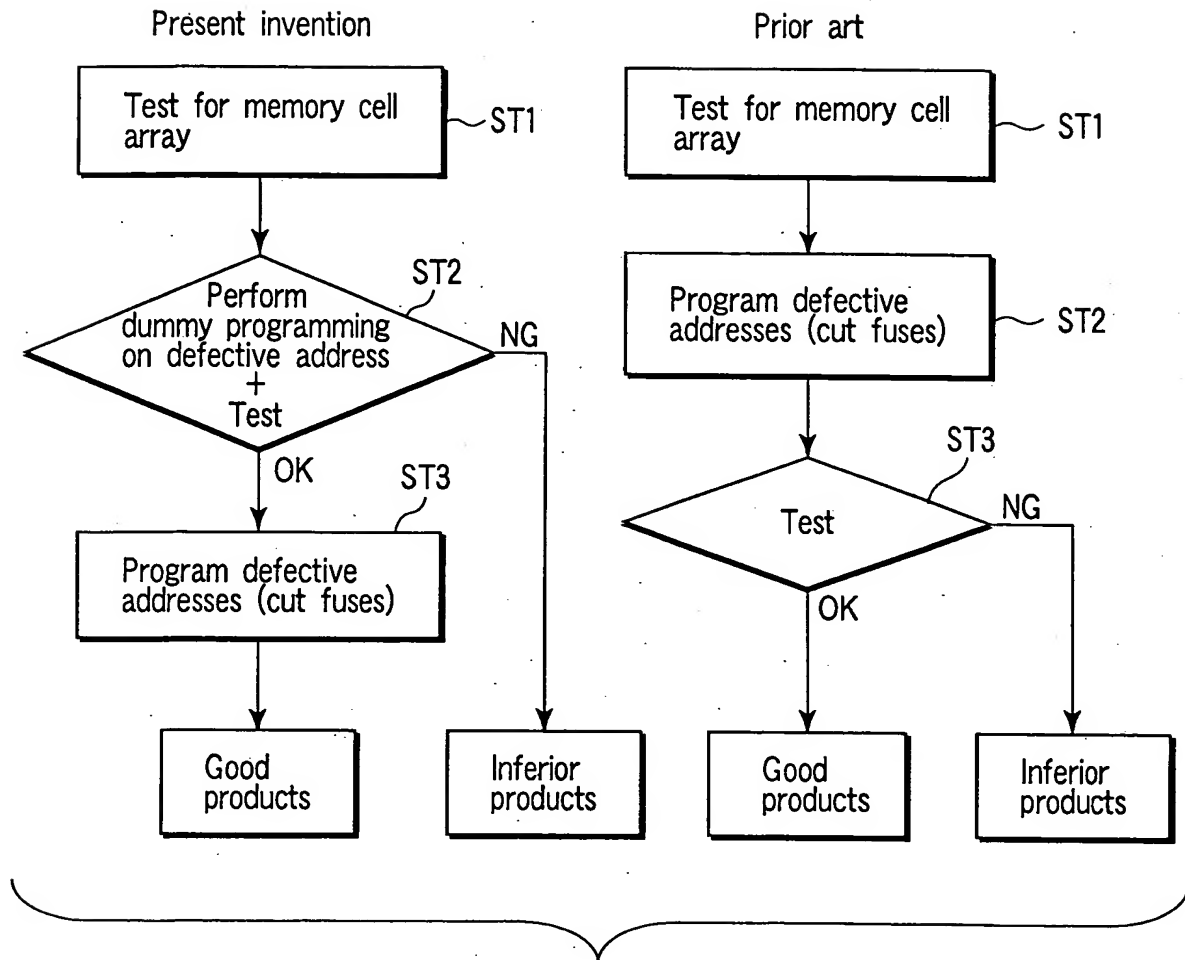 Present invention
Test for memory cell
array
ST1
ST2
Perform
dummy programming
on defective address
+
Test
NG
OK
ST3
Program defective
addresses (cut fuses)
Good
products
Inferior
products
Prior art
Test for memory cell
array
ST1
Program defective
addresses (cut fuses)
ST2
ST3
Test
NG
OK
Good
products
Inferior
products